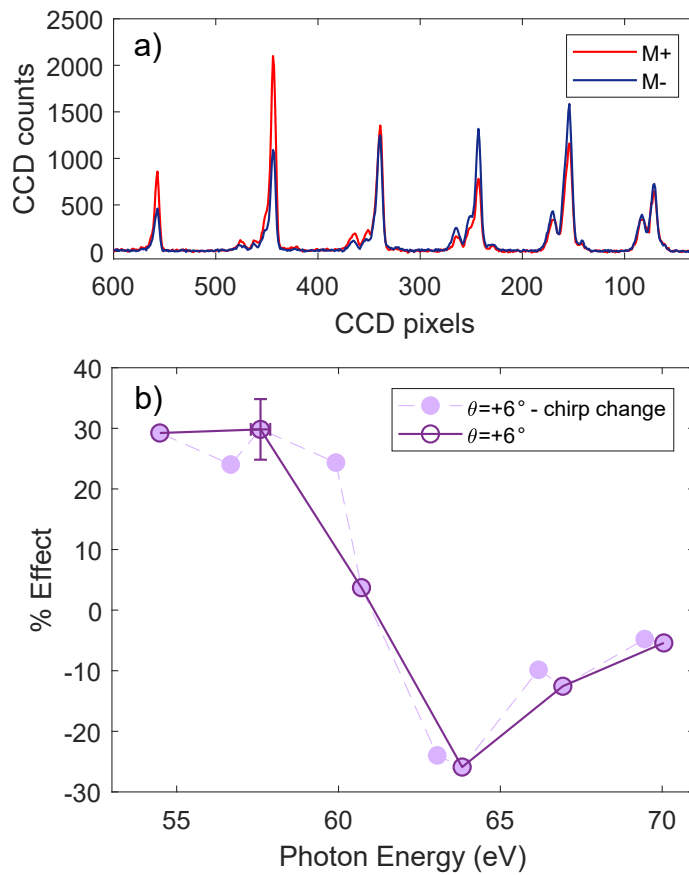 a)
2500
2000
1500
1000
500
0
CCD counts
M+
M-
600 500 400 300 200 100
CCD pixels
b)
40
30
20
10
0
-10
-20
-30
% Effect
θ=+6° - chirp change
θ=+6°
55 60 65 70
Photon Energy (eV)